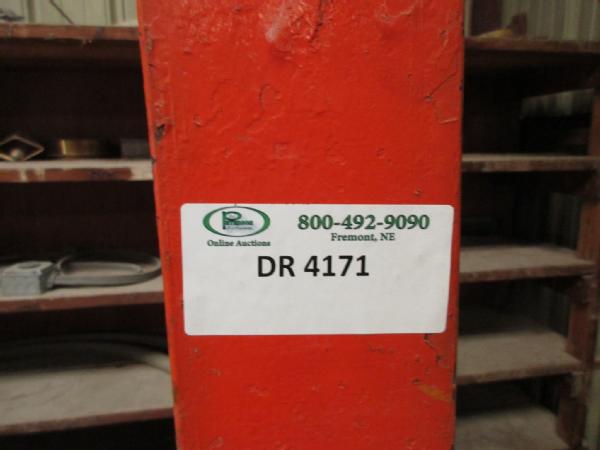 800-492-9090
Fremont, NE
Online Auctions
DR 4171